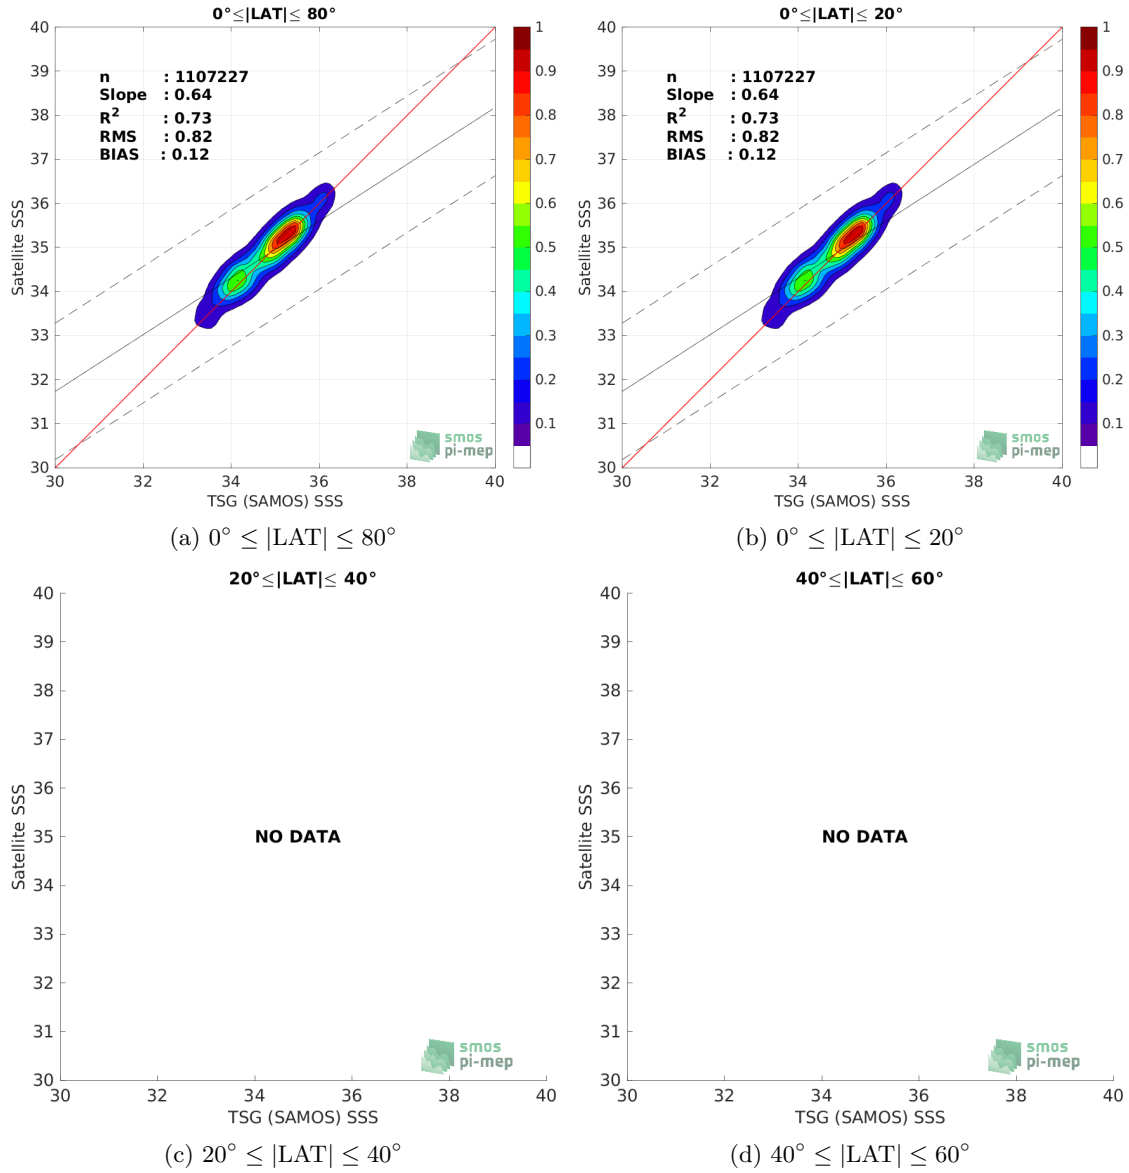 0°≤|LAT|≤ 80°
40
39
38
37
36
35
34
33
32
31
30
Satellite SSS
n : 1107227
Slope : 0.64
R² : 0.73
RMS : 0.82
BIAS : 0.12
smos
pi-mep
30 32 34 36 38 40
TSG (SAMOS) SSS
1
0.9
0.8
0.7
0.6
0.5
0.4
0.3
0.2
0.1
(a) 0° ≤ |LAT| ≤ 80°
0°≤|LAT|≤ 20°
40
39
38
37
36
35
34
33
32
31
30
Satellite SSS
n : 1107227
Slope : 0.64
R² : 0.73
RMS : 0.82
BIAS : 0.12
smos
pi-mep
30 32 34 36 38 40
TSG (SAMOS) SSS
1
0.9
0.8
0.7
0.6
0.5
0.4
0.3
0.2
0.1
(b) 0° ≤ |LAT| ≤ 20°
20°≤|LAT|≤ 40°
40
39
38
37
36
35
34
33
32
31
30
Satellite SSS
NO DATA
smos
pi-mep
30 32 34 36 38 40
TSG (SAMOS) SSS
(c) 20° ≤ |LAT| ≤ 40°
40°≤|LAT|≤ 60°
40
39
38
37
36
35
34
33
32
31
30
Satellite SSS
NO DATA
smos
pi-mep
30 32 34 36 38 40
TSG (SAMOS) SSS
(d) 40° ≤ |LAT| ≤ 60°